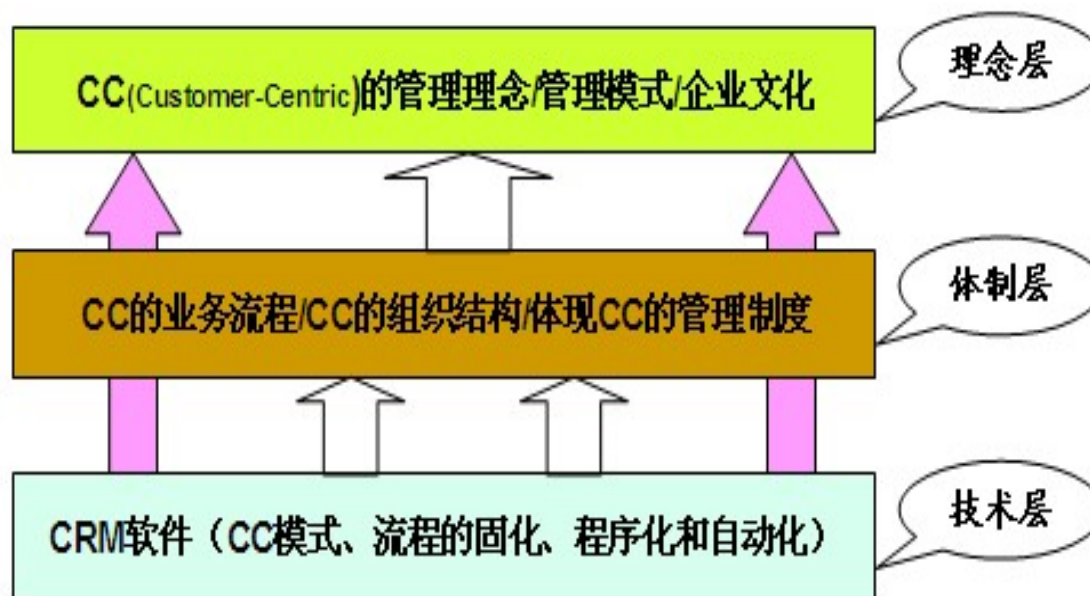 CC(Customer-Centric)的管理理念/管理模式/企业文化
理念层
CC的业务流程/CC的组织结构/体现CC的管理制度
体制层
CRM软件（CC模式、流程的固化、程序化和自动化）
技术层